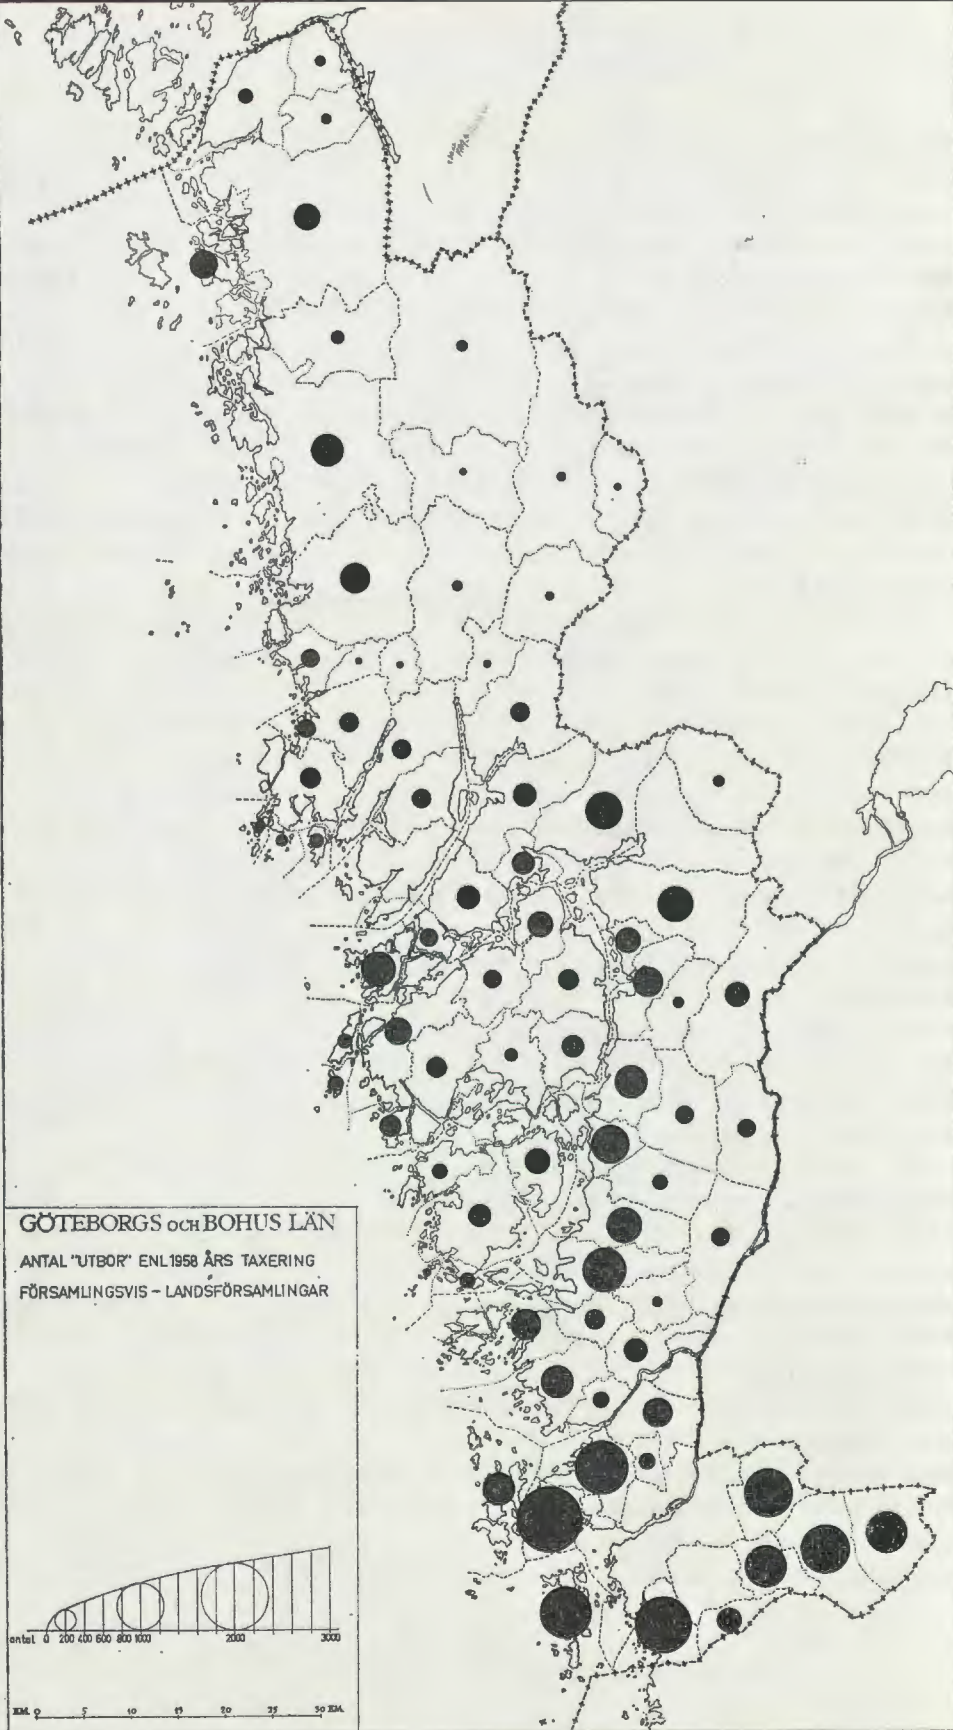 GÖTEBORGS OCH BOHUS LÄN
ANTAL "UTBOR" ENL 1958 ÅRS TAXERING
FÖRSAMLINGSVIS – LANDSFÖRSAMLINGAR
antal 0 200 400 600 800 1000 2000 3000
KM. 0 5 10 15 20 25 30 KM.